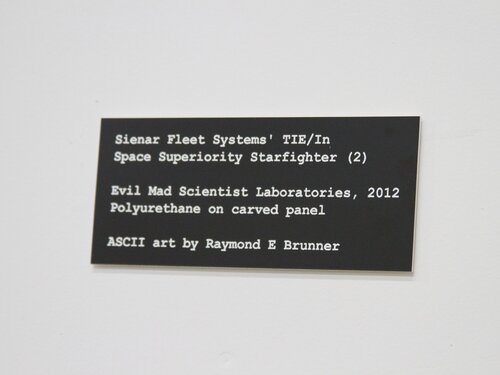 Sienar Fleet Systems' TIE/In
Space Superiority Starfighter (2)
Evil Mad Scientist Laboratories, 2012
Polyurethane on carved panel
ASCII art by Raymond E Brunner